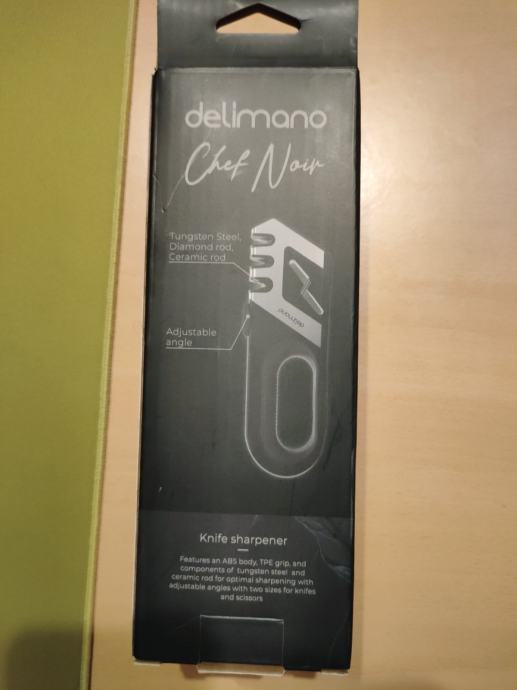 delimano
Chef Noir
Tungsten Steel,
Diamond rod,
Ceramic rod
delimano
Adjustable
angle
Knife sharpener
Features an ABS body, TPE grip, and
components of tungsten steel and
ceramic rod for optimal sharpening with
adjustable angles with two sizes for knifes
and scissors